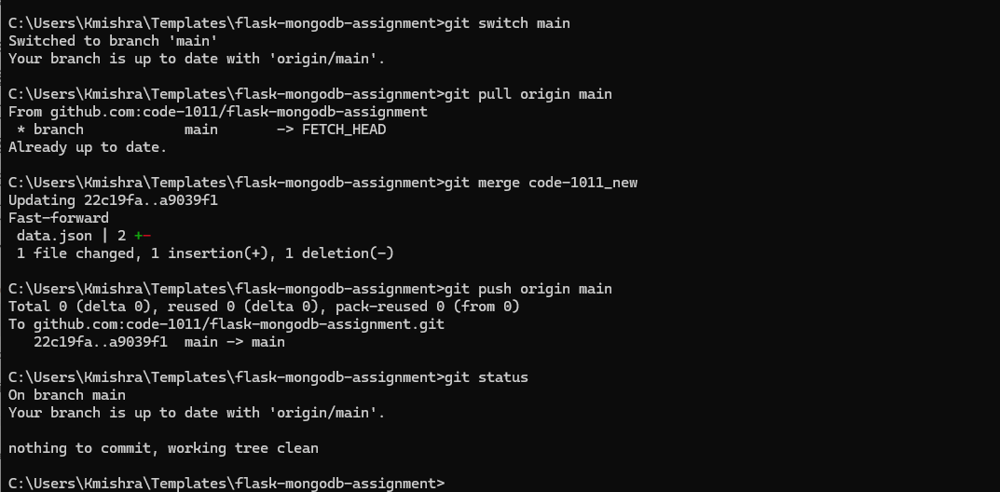 C:\Users\Kmishra\Templates\flask-mongodb-assignment>git switch main
Switched to branch 'main'
Your branch is up to date with 'origin/main'.
C:\Users\Kmishra\Templates\flask-mongodb-assignment>git pull origin main
From github.com:code-1011/flask-mongodb-assignment
 * branch            main       -> FETCH_HEAD
Already up to date.
C:\Users\Kmishra\Templates\flask-mongodb-assignment>git merge code-1011_new
Updating 22c19fa..a9039f1
Fast-forward
 data.json | 2 +-
 1 file changed, 1 insertion(+), 1 deletion(-)
C:\Users\Kmishra\Templates\flask-mongodb-assignment>git push origin main
Total 0 (delta 0), reused 0 (delta 0), pack-reused 0 (from 0)
To github.com:code-1011/flask-mongodb-assignment.git
   22c19fa..a9039f1  main -> main
C:\Users\Kmishra\Templates\flask-mongodb-assignment>git status
On branch main
Your branch is up to date with 'origin/main'.
nothing to commit, working tree clean
C:\Users\Kmishra\Templates\flask-mongodb-assignment>